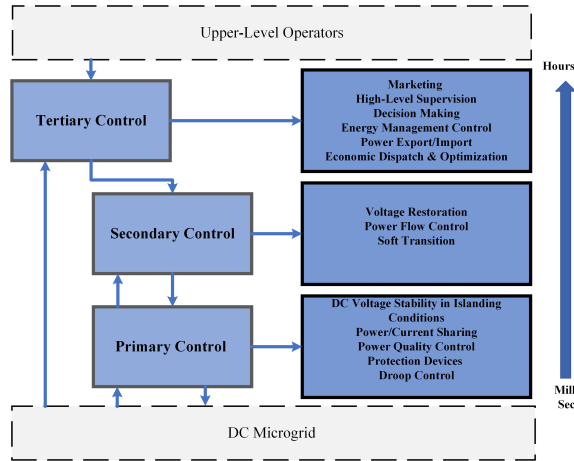 Upper-Level Operators
Hours
Tertiary Control
Marketing
High-Level Supervision
Decision Making
Energy Management Control
Power Export/Import
Economic Dispatch & Optimization
Secondary Control
Voltage Restoration
Power Flow Control
Soft Transition
Primary Control
DC Voltage Stability in Islanding
Conditions
Power/Current Sharing
Power Quality Control
Protection Devices
Droop Control
Mill
Sec
DC Microgrid